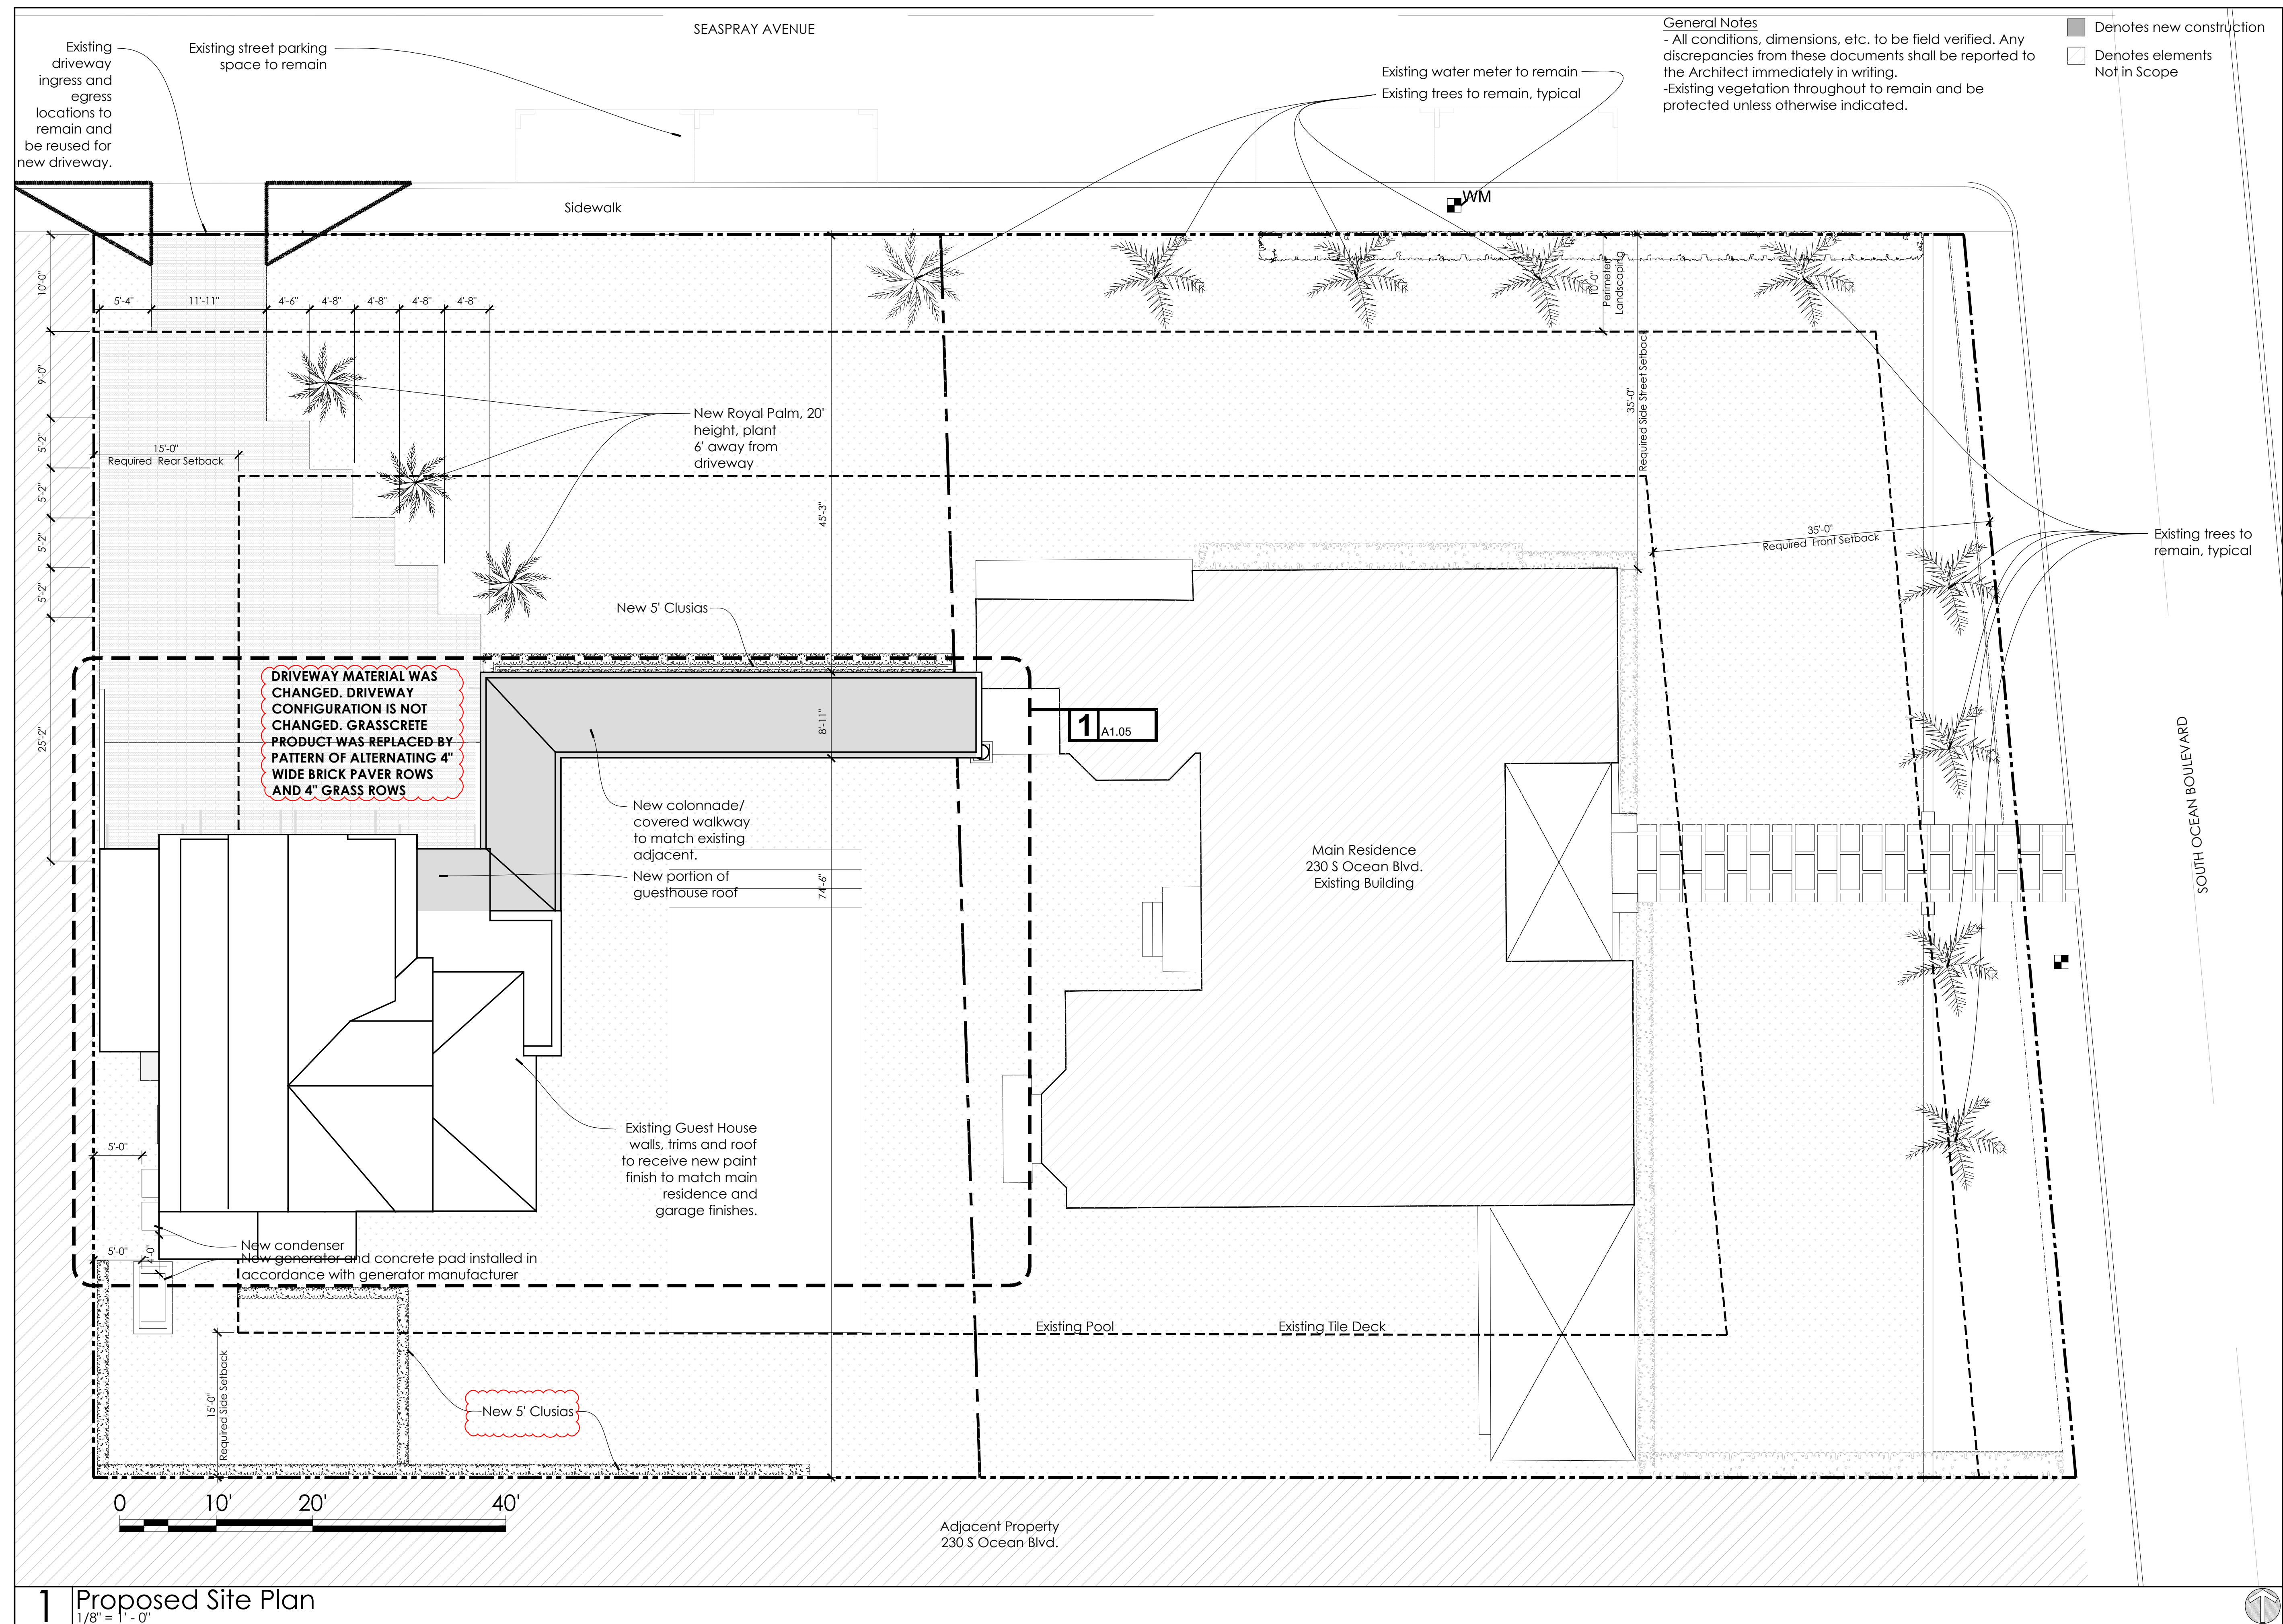 SEASPRAY AVENUE
Existing
driveway
ingress and
egress
locations to
remain and
be reused for
new driveway.
Existing street parking
space to remain
Existing water meter to remain
Existing trees to remain, typical
General Notes
- All conditions, dimensions, etc. to be field verified. Any
discrepancies from these documents shall be reported to
the Architect immediately in writing.
-Existing vegetation throughout to remain and be
protected unless otherwise indicated.
Denotes new construction
Denotes elements
Not in Scope
Sidewalk
WM
10'-0"
5'-4"
11'-11"
4'-6"
4'-8"
4'-8"
4'-8"
4'-8"
10'-0"
Perimeter
Landscaping
9'-0"
35'-0"
Required Side Street Setback
New Royal Palm, 20'
height, plant
6' away from
driveway
15'-0"
Required Rear Setback
5'-2"
5'-2"
5'-2"
5'-2"
45'-3"
35'-0"
Required Front Setback
Existing trees to
remain, typical
New 5' Clusias
25'-2"
DRIVEWAY MATERIAL WAS
CHANGED. DRIVEWAY
CONFIGURATION IS NOT
CHANGED. GRASSCRETE
PRODUCT WAS REPLACED BY
PATTERN OF ALTERNATING 4"
WIDE BRICK PAVER ROWS
AND 4" GRASS ROWS
8'-11"
1
A1.05
New colonnade/
covered walkway
to match existing
adjacent.
New portion of
guesthouse roof
74'-6"
Main Residence
230 S Ocean Blvd.
Existing Building
SOUTH OCEAN BOULEVARD
Existing Guest House
walls, trims and roof
to receive new paint
finish to match main
residence and
garage finishes.
5'-0"
5'-0"
4'-0"
New condenser
New generator and concrete pad installed in
accordance with generator manufacturer
Existing Pool
Existing Tile Deck
15'-0"
Required Side Setback
New 5' Clusias
0 10' 20' 40'
Adjacent Property
230 S Ocean Blvd.
1
Proposed Site Plan
1/8" = 1' - 0"